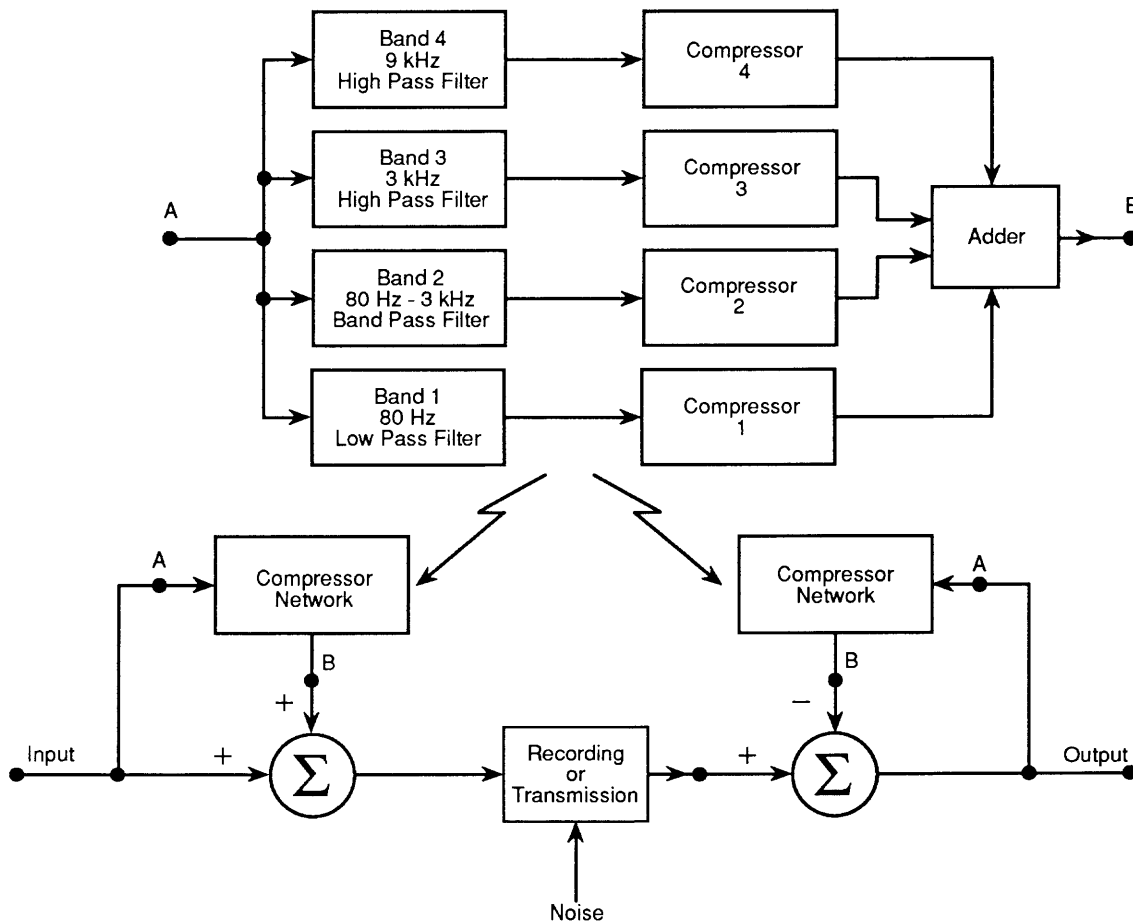 Band 4
9 kHz
High Pass Filter
Compressor
4
Band 3
3 kHz
High Pass Filter
Compressor
3
A
Adder
Band 2
80 Hz - 3 kHz
Band Pass Filter
Compressor
2
Band 1
80 Hz
Low Pass Filter
Compressor
1
A
Compressor
Network
B
+
Compressor
Network
A
B
−
Input
+
Σ
Recording
or
Transmission
+
Σ
Output
Noise